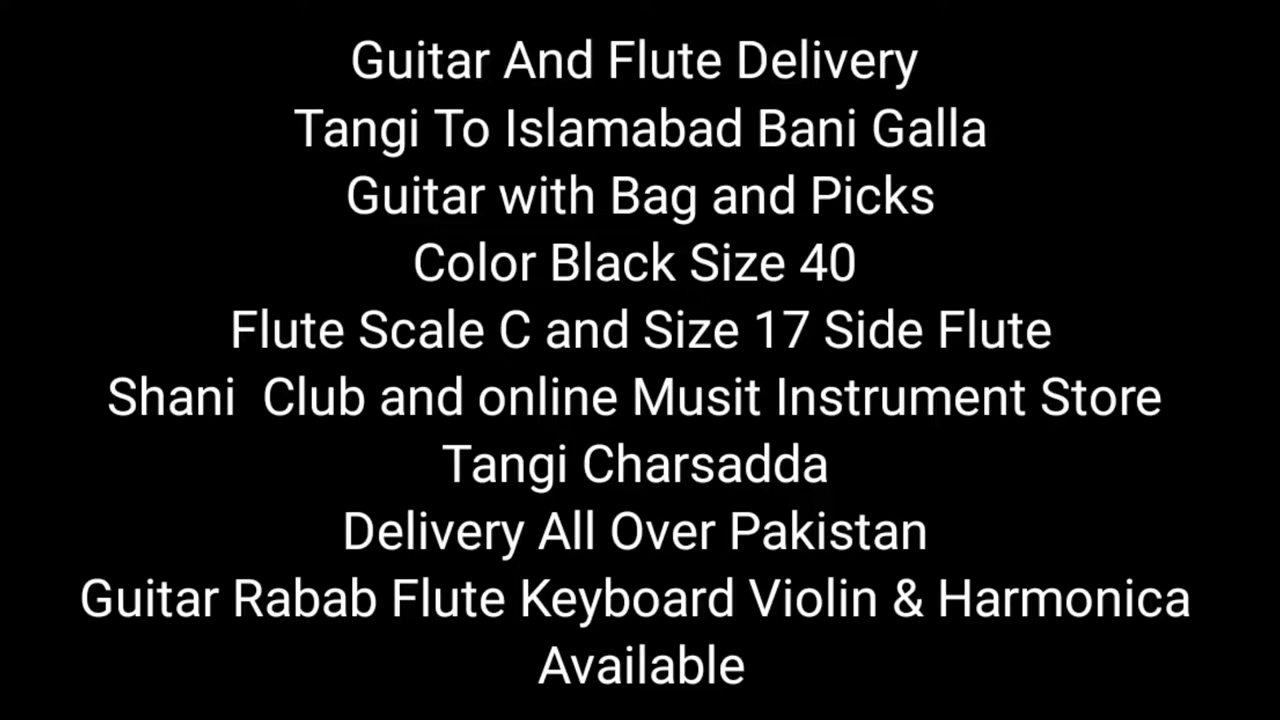 Guitar And Flute Delivery
Tangi To Islamabad Bani Galla
Guitar with Bag and Picks
Color Black Size 40
Flute Scale C and Size 17 Side Flute
Shani  Club and online Musit Instrument Store
Tangi Charsadda
Delivery All Over Pakistan
Guitar Rabab Flute Keyboard Violin & Harmonica
Available